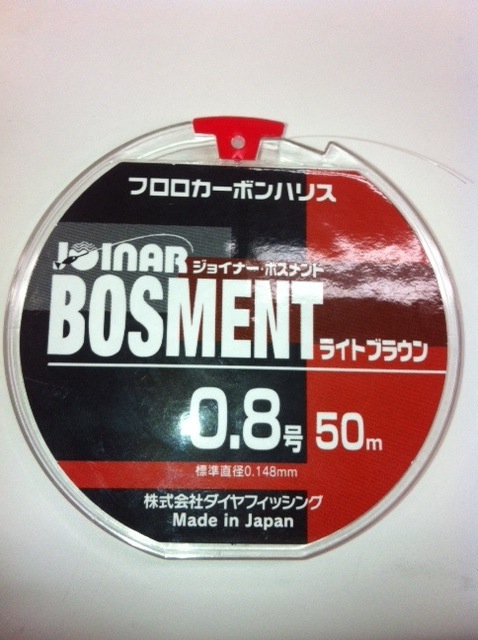 フロロカーボンハリス
JOINAR ジョイナー・ボスメント
BOSMENT ライトブラウン
0.8号 50m
標準直径0.148mm
株式会社ダイヤフィッシング
Made in Japan